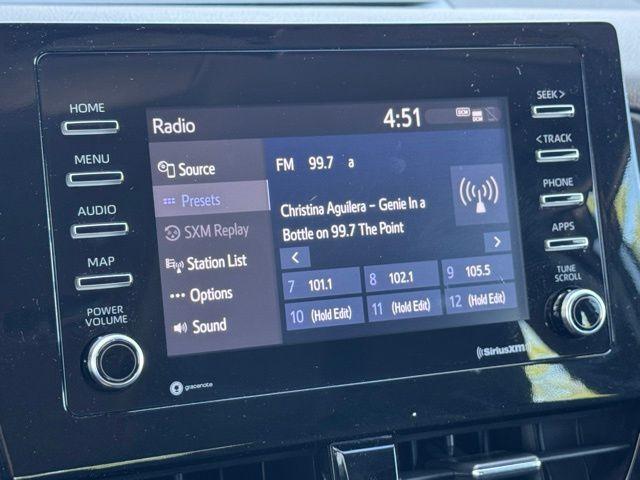 HOME
MENU
AUDIO
MAP
POWER
VOLUME
Radio
4:51
DCM
DCM
Source
Presets
SXM Replay
Station List
Options
Sound
FM 99.7 a
Christina Aguilera – Genie In a
Bottle on 99.7 The Point
< >
7 101.1 8 102.1 9 105.5
10 (Hold Edit) 11 (Hold Edit) 12 (Hold Edit)
SEEK >
< TRACK
PHONE
APPS
TUNE
SCROLL
gracenote
SiriusXM